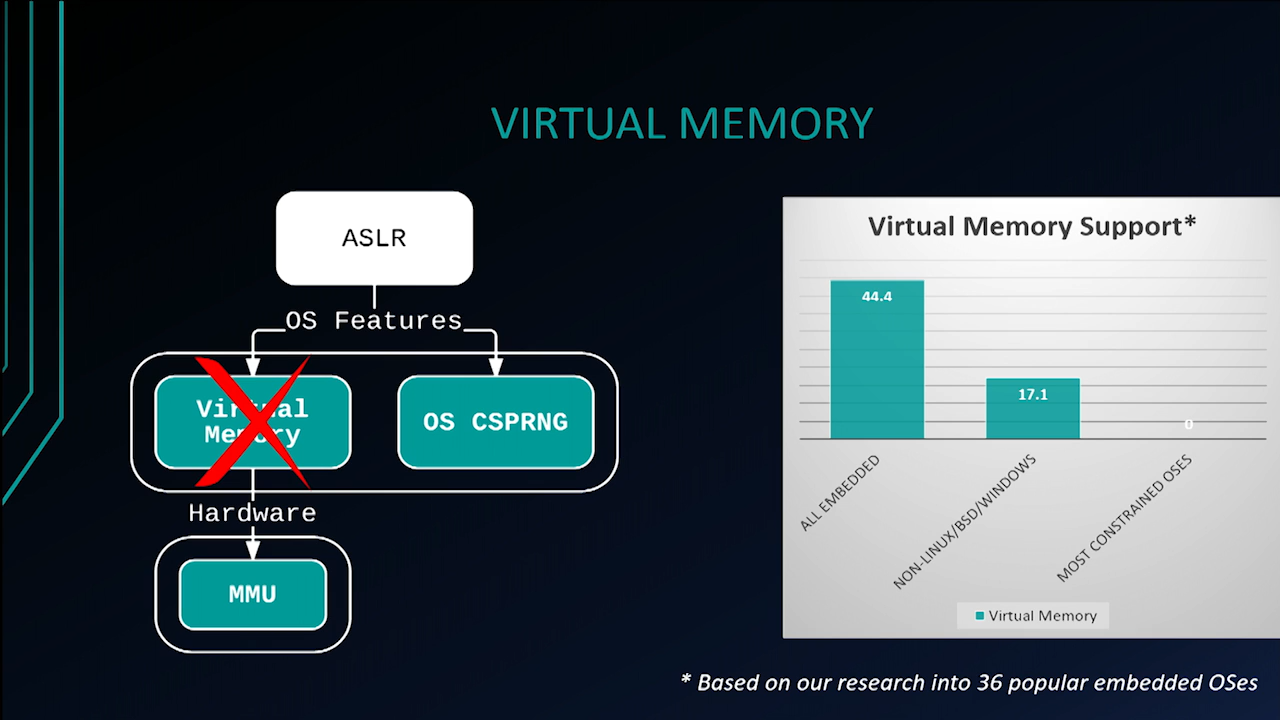 VIRTUAL MEMORY
ASLR
OS Features
Virtual
Memory
OS CSPRNG
Hardware
MMU
Virtual Memory Support*
44.4
17.1
0
ALL EMBEDDED
NON-LINUX/BSD/WINDOWS
MOST CONSTRAINED OSES
Virtual Memory
* Based on our research into 36 popular embedded OSes